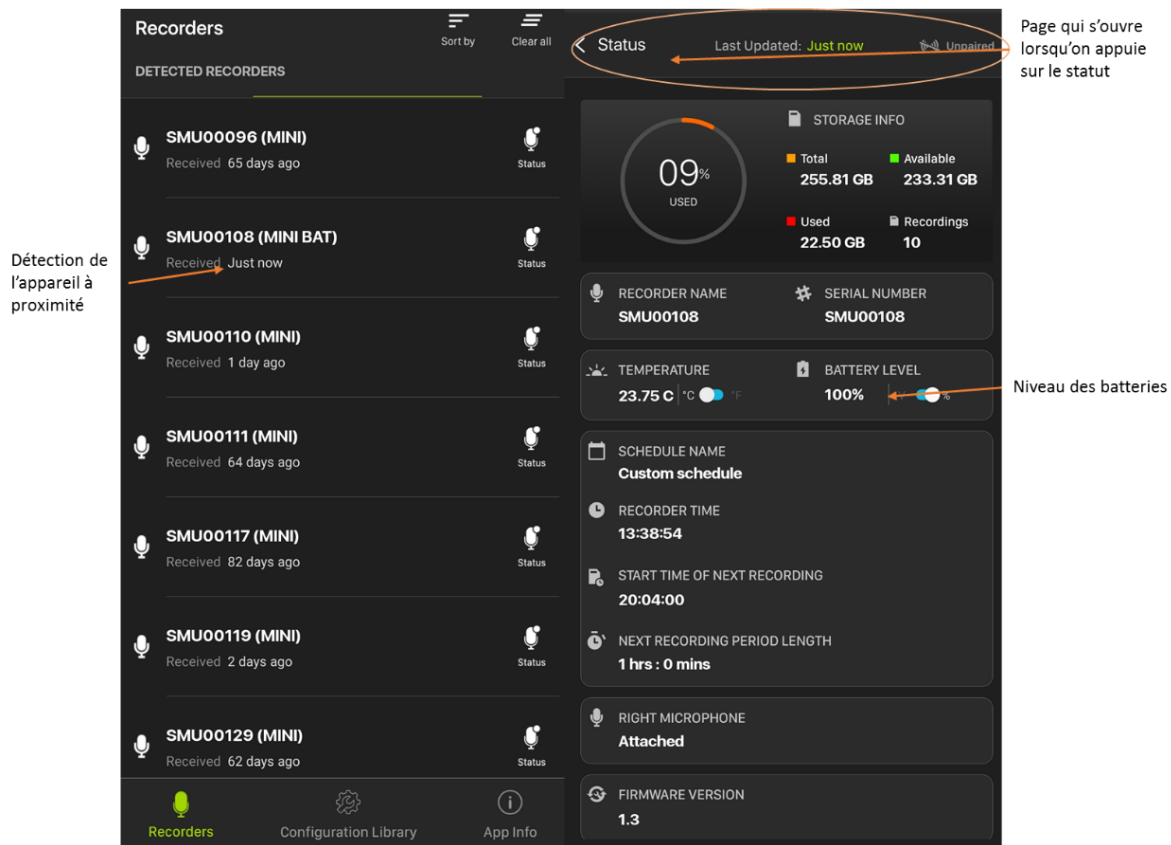 Recorders
Sort by
Clear all
DETECTED RECORDERS
SMU00096 (MINI)
Received 65 days ago
Status
SMU00108 (MINI BAT)
Received Just now
Status
SMU00110 (MINI)
Received 1 day ago
Status
SMU00111 (MINI)
Received 64 days ago
Status
SMU00117 (MINI)
Received 82 days ago
Status
SMU00119 (MINI)
Received 2 days ago
Status
SMU00129 (MINI)
Received 62 days ago
Status
Recorders
Configuration Library
App Info
Détection de
l'appareil à
proximité
Status
Last Updated: Just now
Unpaired
09%
USED
STORAGE INFO
Total
255.81 GB
Available
233.31 GB
Used
22.50 GB
Recordings
10
RECORDER NAME
SMU00108
SERIAL NUMBER
SMU00108
TEMPERATURE
23.75 C
°C
°F
BATTERY LEVEL
100%
%
SCHEDULE NAME
Custom schedule
RECORDER TIME
13:38:54
START TIME OF NEXT RECORDING
20:04:00
NEXT RECORDING PERIOD LENGTH
1 hrs : 0 mins
RIGHT MICROPHONE
Attached
FIRMWARE VERSION
1.3
Page qui s'ouvre
lorsqu'on appuie
sur le statut
Niveau des batteries